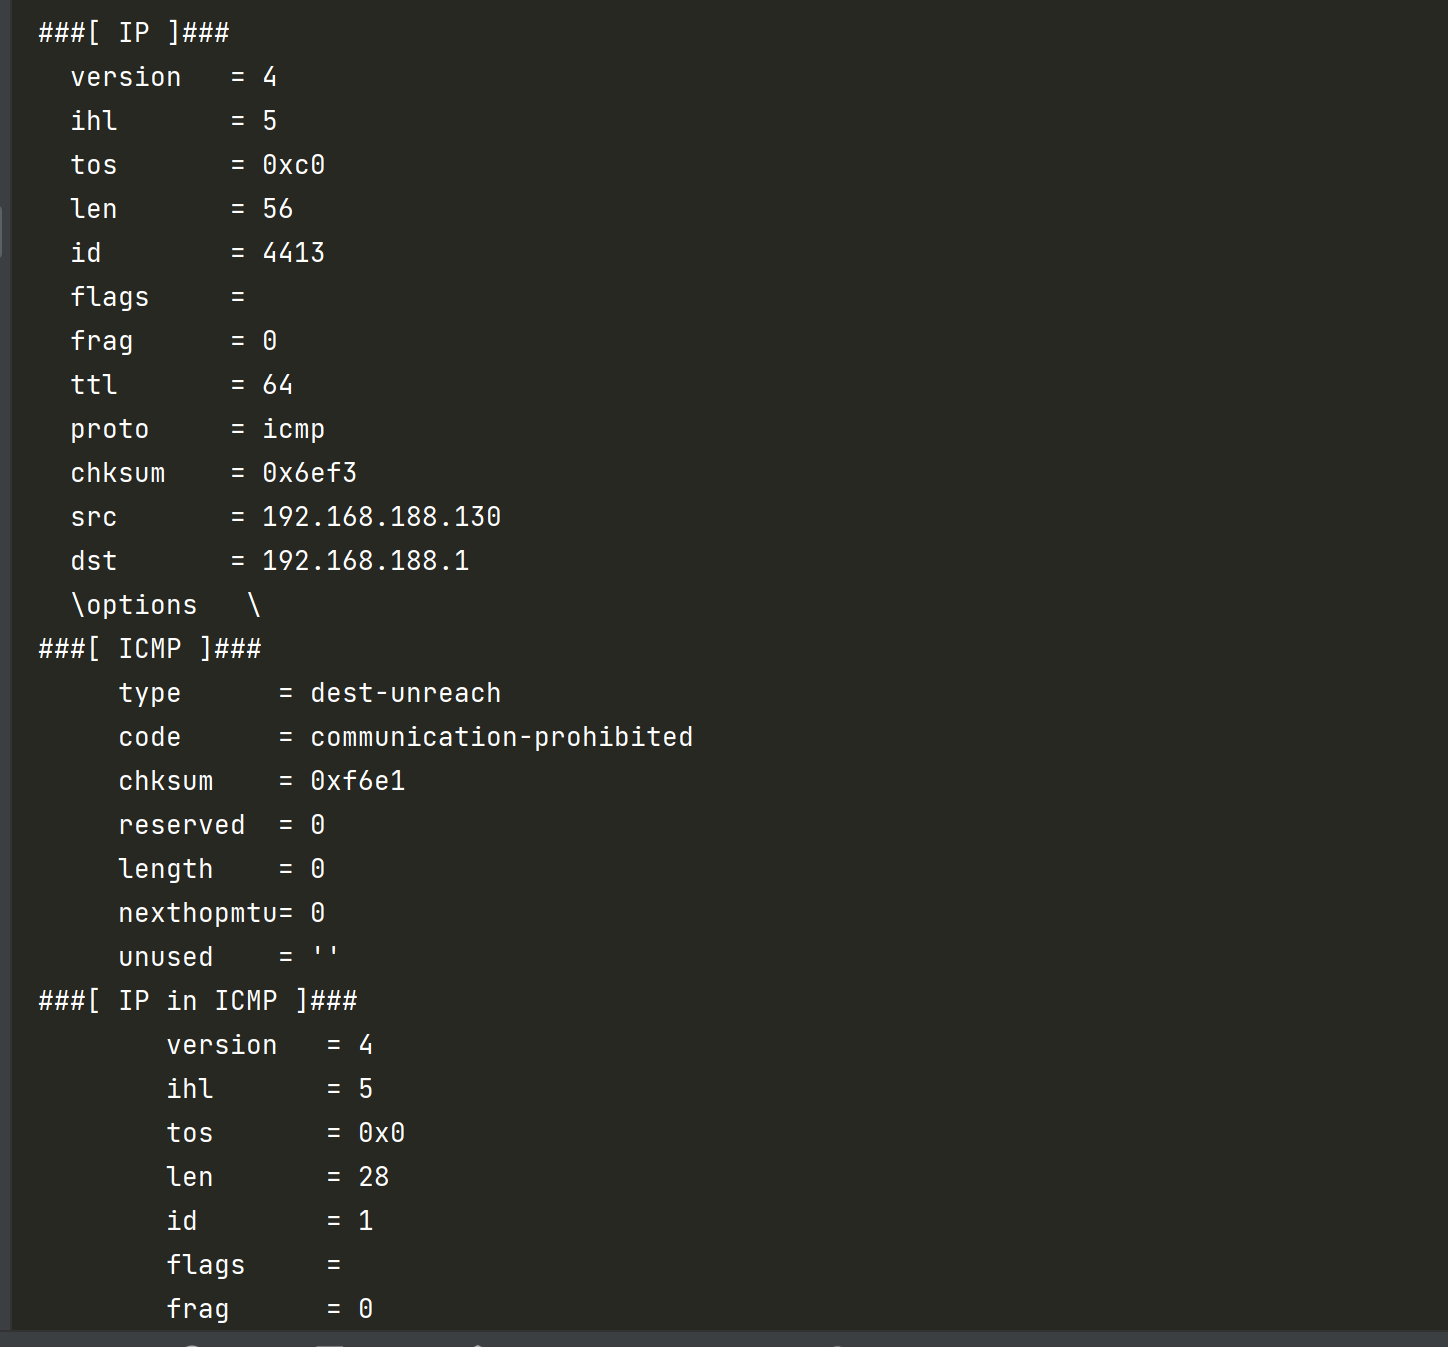 ###[ IP ]###
  version   = 4
  ihl       = 5
  tos       = 0xc0
  len       = 56
  id        = 4413
  flags     =
  frag      = 0
  ttl       = 64
  proto     = icmp
  chksum    = 0x6ef3
  src       = 192.168.188.130
  dst       = 192.168.188.1
  \options   \
###[ ICMP ]###
     type      = dest-unreach
     code      = communication-prohibited
     chksum    = 0xf6e1
     reserved  = 0
     length    = 0
     nexthopmtu= 0
     unused    = ''
###[ IP in ICMP ]###
        version   = 4
        ihl       = 5
        tos       = 0x0
        len       = 28
        id        = 1
        flags     =
        frag      = 0